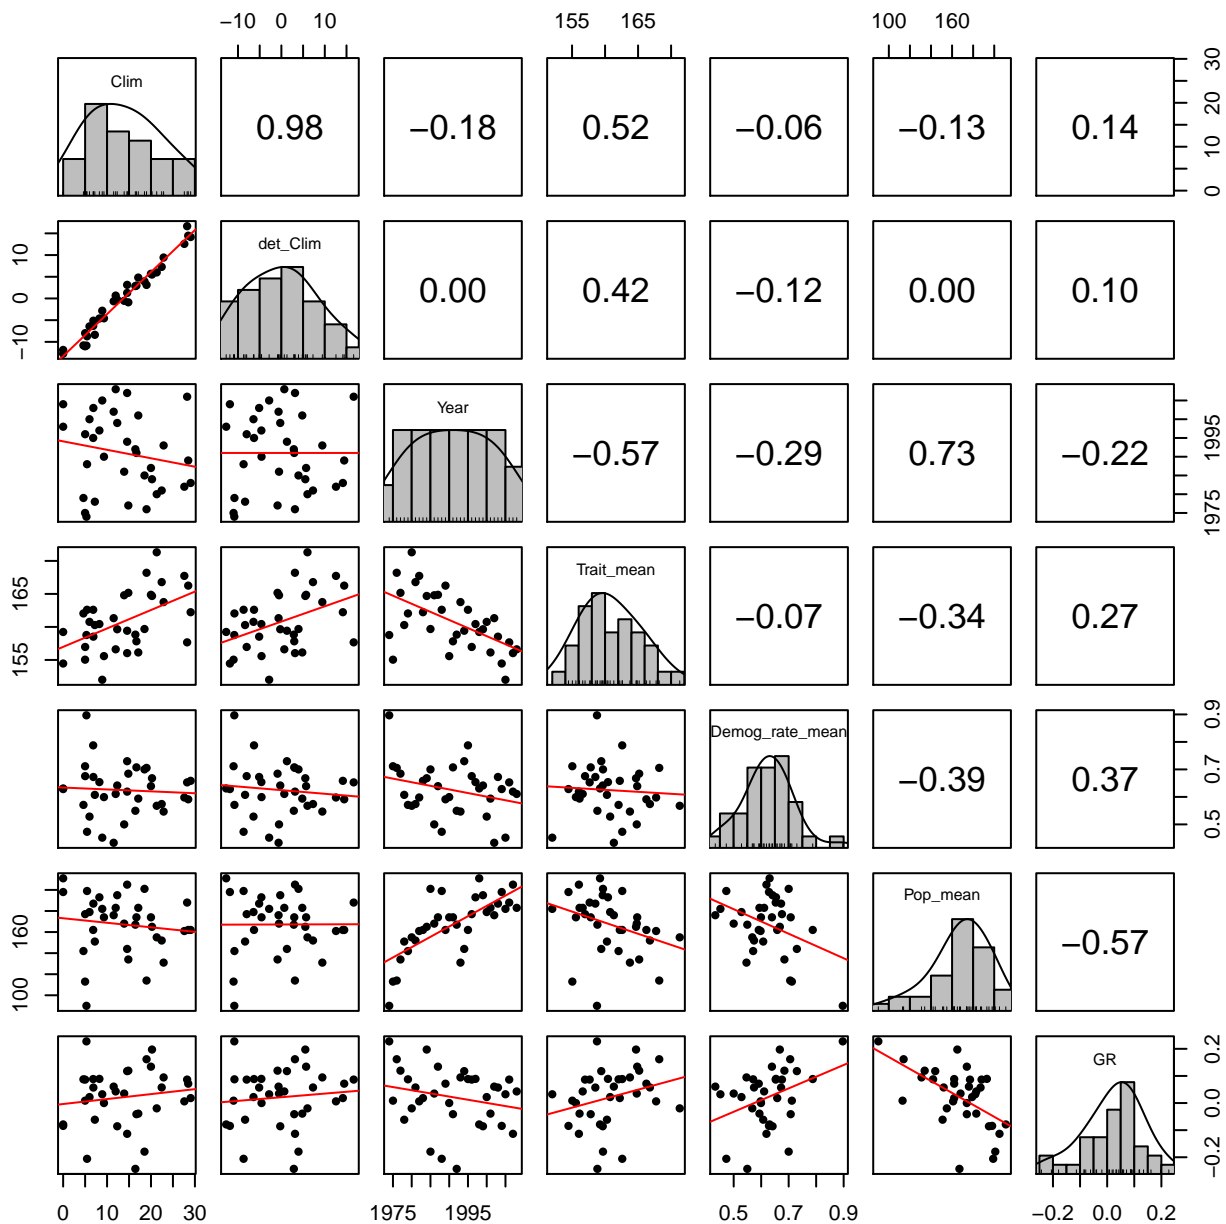 −10 0 10 155 165 100 160
Clim 0.98 −0.18 0.52 −0.06 −0.13 0.14 0 10 20 30
−10 0 10 det_Clim 0.00 0.42 −0.12 0.00 0.10
Year −0.57 −0.29 0.73 −0.22 1975 1995
155 165 Trait_mean −0.07 −0.34 0.27
Demog_rate_mean −0.39 0.37 0.5 0.7 0.9
100 160 Pop_mean −0.57
GR −0.2 0.0 0.2
0 10 20 30 1975 1995 0.5 0.7 0.9 −0.2 0.0 0.2